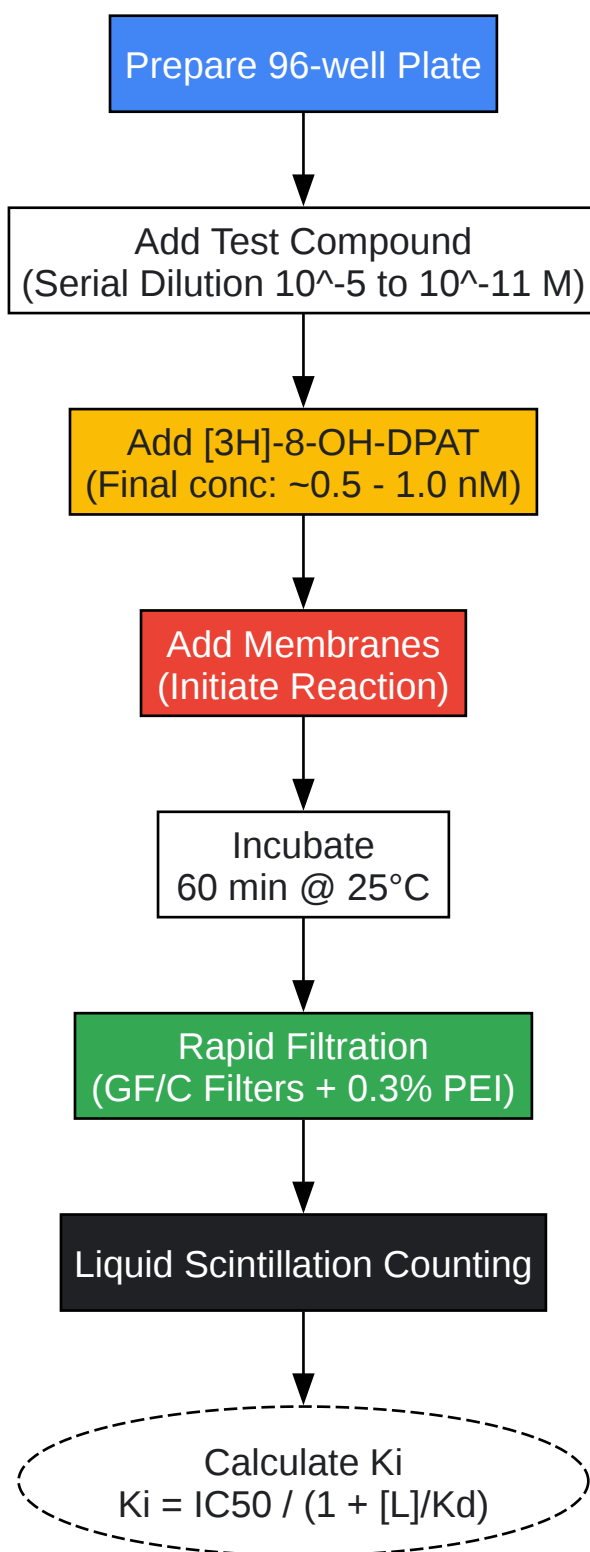 Prepare 96-well Plate
Add Test Compound
(Serial Dilution 10^-5 to 10^-11 M)
Add [3H]-8-OH-DPAT
(Final conc: ~0.5 - 1.0 nM)
Add Membranes
(Initiate Reaction)
Incubate
60 min @ 25°C
Rapid Filtration
(GF/C Filters + 0.3% PEI)
Liquid Scintillation Counting
Calculate Ki
Ki = IC50 / (1 + [L]/Kd)